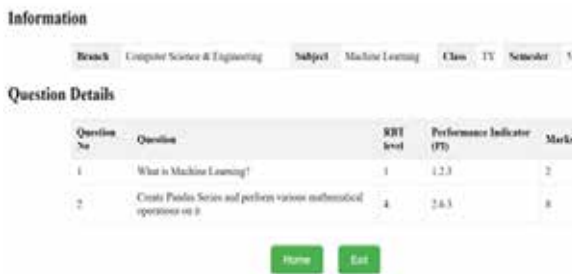 Information
Branch Computer Science & Engineering Subject Machine Learning Class TY Semester
Question Details
Question No Question RBT level Performance Indicator (PI) Marks
1 What is Machine Learning? 1 1.2.3 2
2 Create Pandas Series and perform various mathematical operations on it 4 2.6.3 8
Home Exit